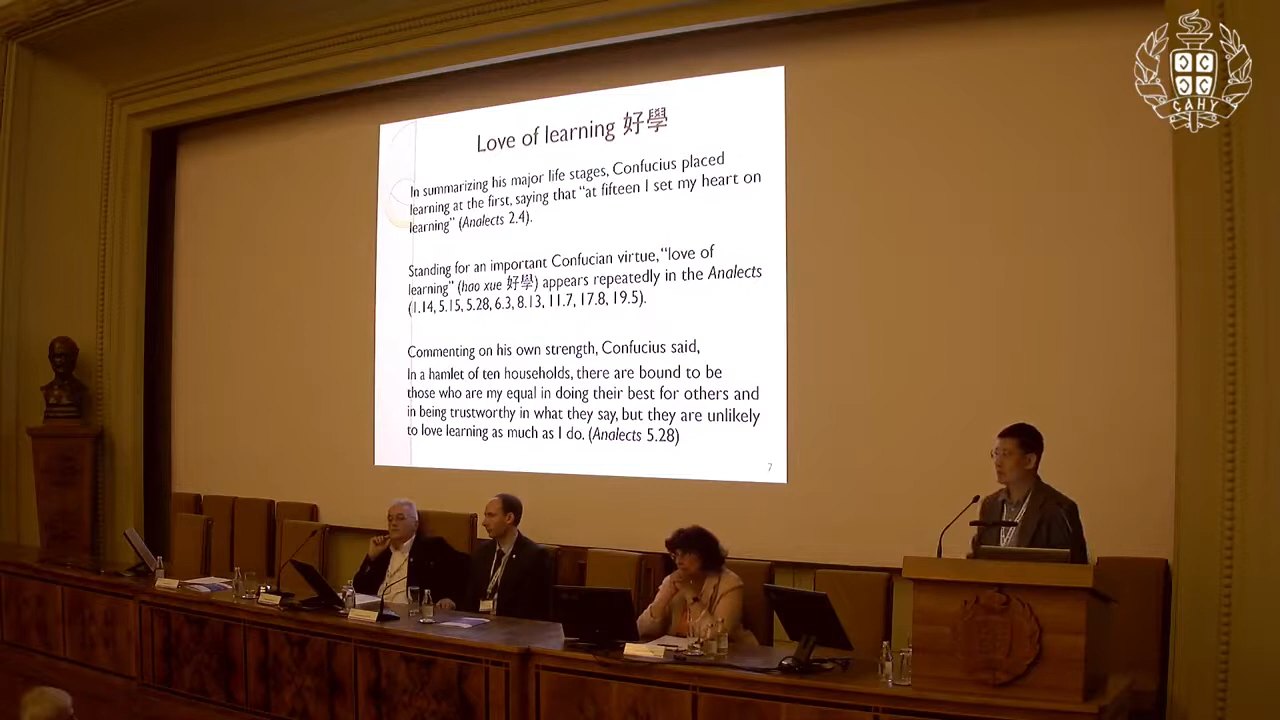 Love of learning 好學
In summarizing his major life stages, Confucius placed
learning at the first, saying that “at fifteen I set my heart on
learning” (Analects 2.4).
Standing for an important Confucian virtue, “love of
learning” (hao xue 好學) appears repeatedly in the Analects
(1.14, 5.15, 5.28, 6.3, 8.13, 11.7, 17.8, 19.5).
Commenting on his own strength, Confucius said,
In a hamlet of ten households, there are bound to be
those who are my equal in doing their best for others and
in being trustworthy in what they say, but they are unlikely
to love learning as much as I do. (Analects 5.28)
7
САНУ